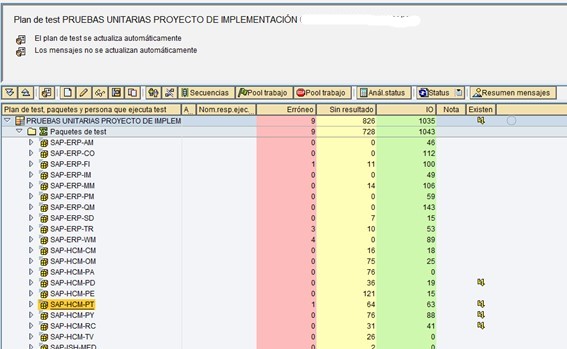 Plan de test PRUEBAS UNITARIAS PROYECTO DE IMPLEMENTACIÓN
El plan de test se actualiza automáticamente
Los mensajes no se actualizan automáticamente
Secuencias Pool trabajo Pool trabajo Anál.status Status Resumen mensajes
Plan de test, paquetes y persona que ejecuta test A... Nom.resp.ejec... Erróneo Sin resultado IO Nota Existen
PRUEBAS UNITARIAS PROYECTO DE IMPLEM 9 826 1035
Paquetes de test 9 728 1043
SAP-ERP-AM 0 0 46
SAP-ERP-CO 0 0 112
SAP-ERP-FI 1 11 100
SAP-ERP-IM 0 0 49
SAP-ERP-MM 0 14 106
SAP-ERP-PM 0 0 59
SAP-ERP-QM 0 0 143
SAP-ERP-SD 0 7 15
SAP-ERP-TR 3 10 53
SAP-ERP-WM 4 0 89
SAP-HCM-CM 0 16 18
SAP-HCM-OM 0 75 25
SAP-HCM-PA 0 76 0
SAP-HCM-PD 0 36 19
SAP-HCM-PE 0 121 15
SAP-HCM-PT 1 64 63
SAP-HCM-PY 0 76 88
SAP-HCM-RC 0 31 41
SAP-HCM-TV 0 26 0
SAP-ISH-MED 0 2 0